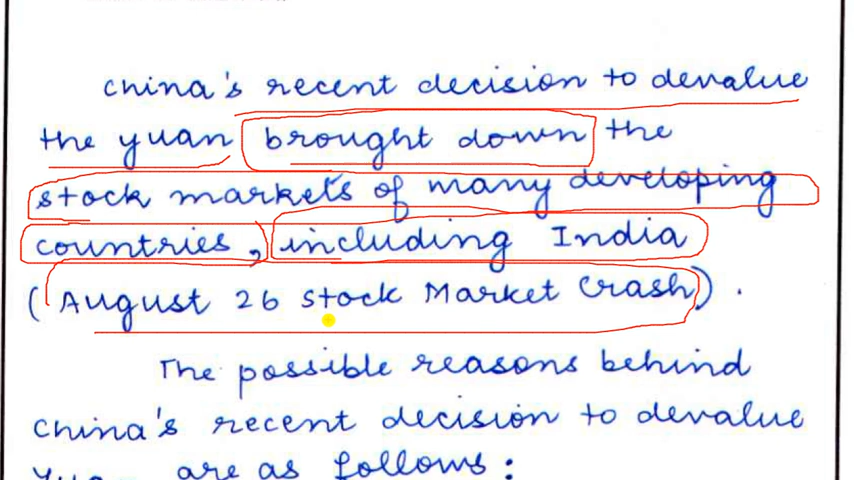 China's recent decision to devalue
the yuan brought down the
stock markets of many developing
countries, including India
(August 26 Stock Market Crash).
The possible reasons behind
China's recent decision to devalue
are as follows: